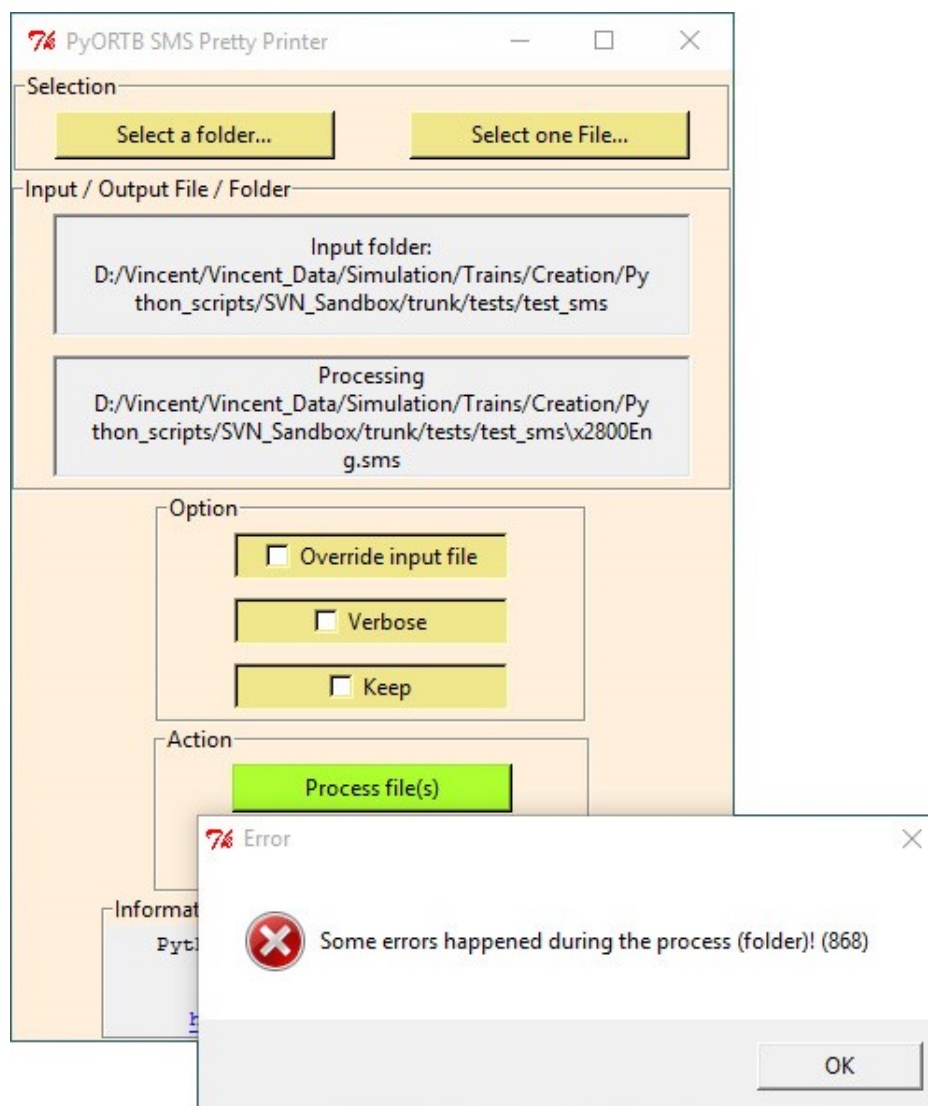 PyORTB SMS Pretty Printer
Selection
Select a folder...
Select one File...
Input / Output File / Folder
Input folder:
D:/Vincent/Vincent_Data/Simulation/Trains/Creation/Py
thon_scripts/SVN_Sandbox/trunk/tests/test_sms
Processing
D:/Vincent/Vincent_Data/Simulation/Trains/Creation/Py
thon_scripts/SVN_Sandbox/trunk/tests/test_sms\x2800En
g.sms
Option
Override input file
Verbose
Keep
Action
Process file(s)
Error
Some errors happened during the process (folder)! (868)
OK